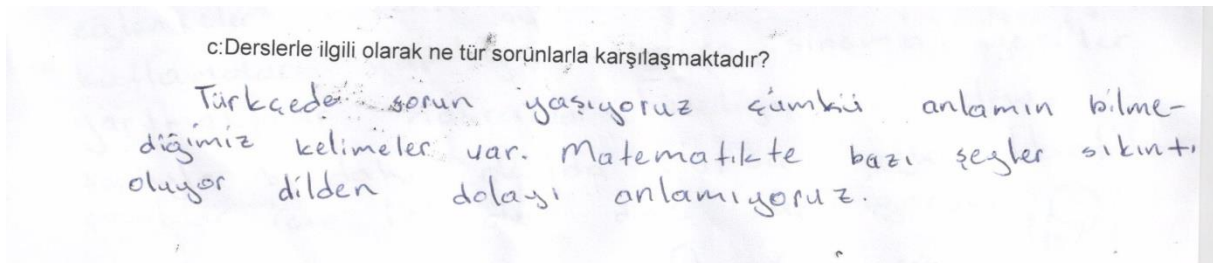 c:Derslerle ilgili olarak ne tür sorunlarla karşılaşmaktadır?
Türkçede sorun yaşıyoruz çümkü anlamın bilme-
diğimiz kelimeler var. Matematikte bazı şeyler sıkıntı
oluyor dilden dolayı anlamıyoruz.